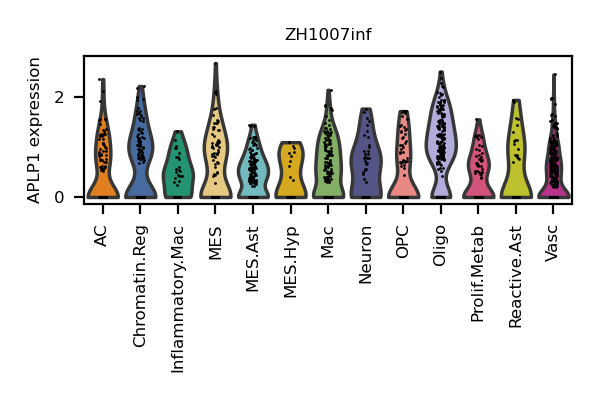 ZH1007inf
APLP1 expression
2
0
AC
Chromatin.Reg
Inflammatory.Mac
MES
MES.Ast
MES.Hyp
Mac
Neuron
OPC
Oligo
Prolif.Metab
Reactive.Ast
Vasc